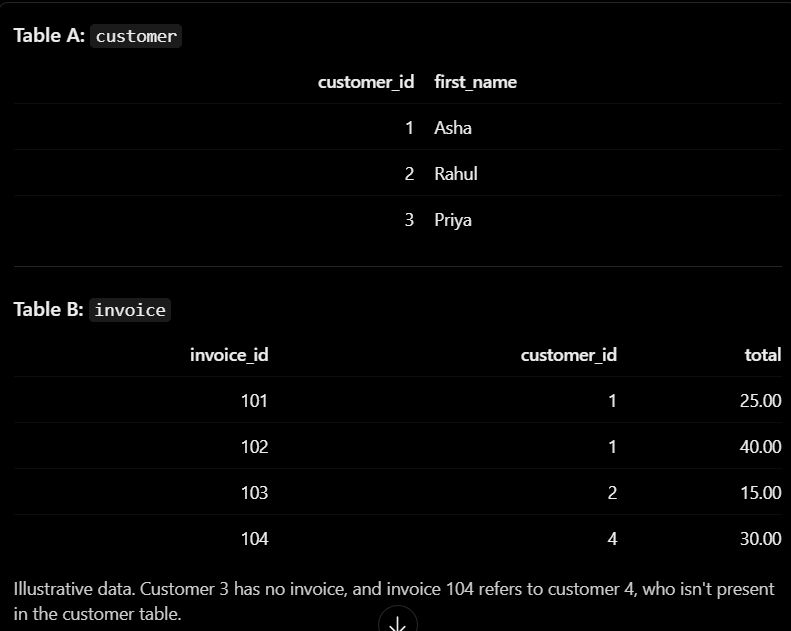 Table A: customer
customer_id first_name
1 Asha
2 Rahul
3 Priya
Table B: invoice
invoice_id customer_id total
101 1 25.00
102 1 40.00
103 2 15.00
104 4 30.00
Illustrative data. Customer 3 has no invoice, and invoice 104 refers to customer 4, who isn't present
in the customer table.